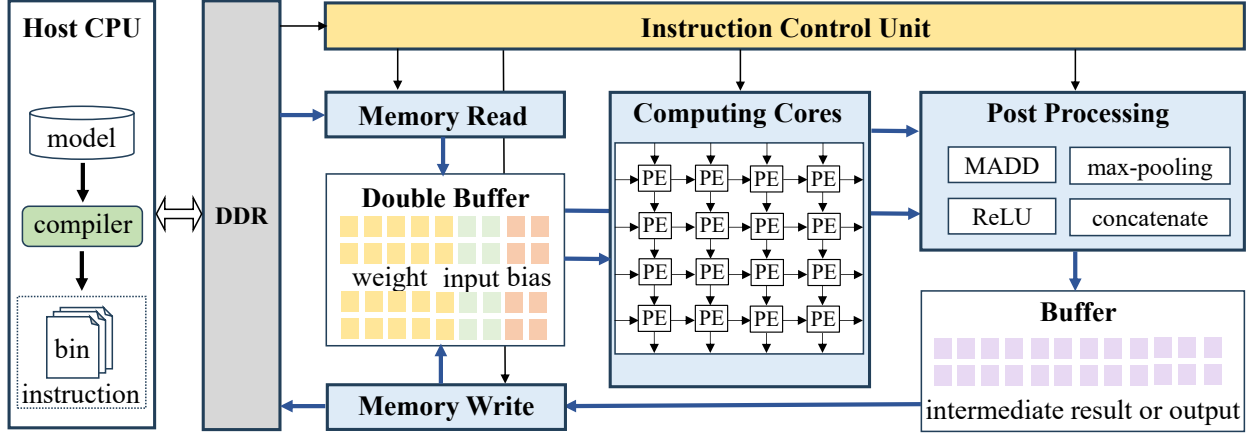 Host CPU
model
compiler
bin
instruction
DDR
Instruction Control Unit
Memory Read
Double Buffer
weight input bias
Memory Write
Computing Cores
PE PE PE PE
PE PE PE PE
PE PE PE PE
PE PE PE PE
Post Processing
MADD max-pooling
ReLU concatenate
Buffer
intermediate result or output